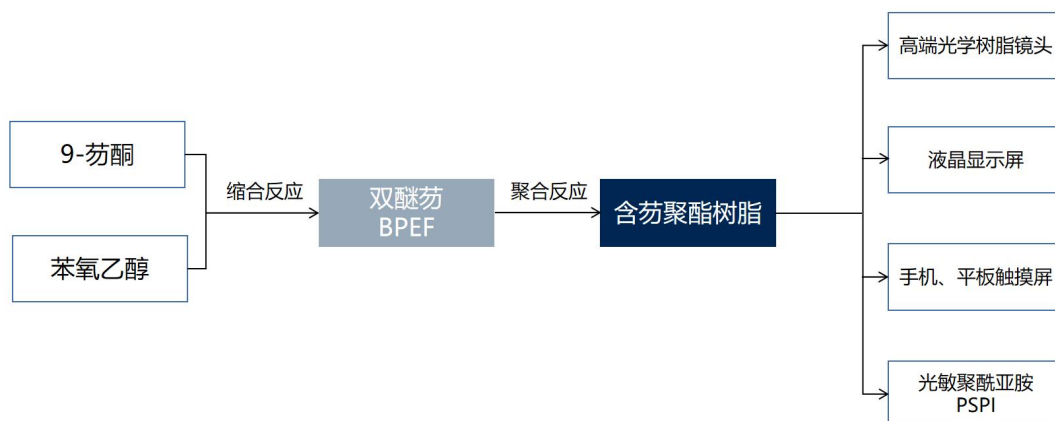 9-芴酮
苯氧乙醇
缩合反应
双醚芴
BPEF
聚合反应
含芴聚酯树脂
高端光学树脂镜头
液晶显示屏
手机、平板触摸屏
光敏聚酰亚胺
PSPI